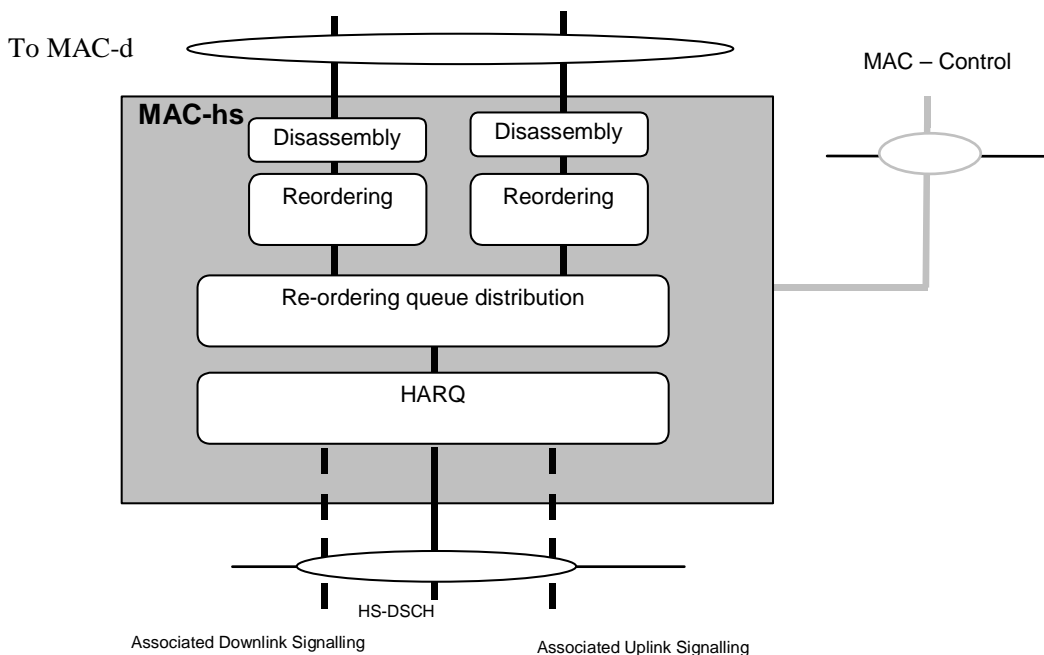 To MAC-d
MAC – Control
MAC-hs
Disassembly
Disassembly
Reordering
Reordering
Re-ordering queue distribution
HARQ
HS-DSCH
Associated Downlink Signalling
Associated Uplink Signalling